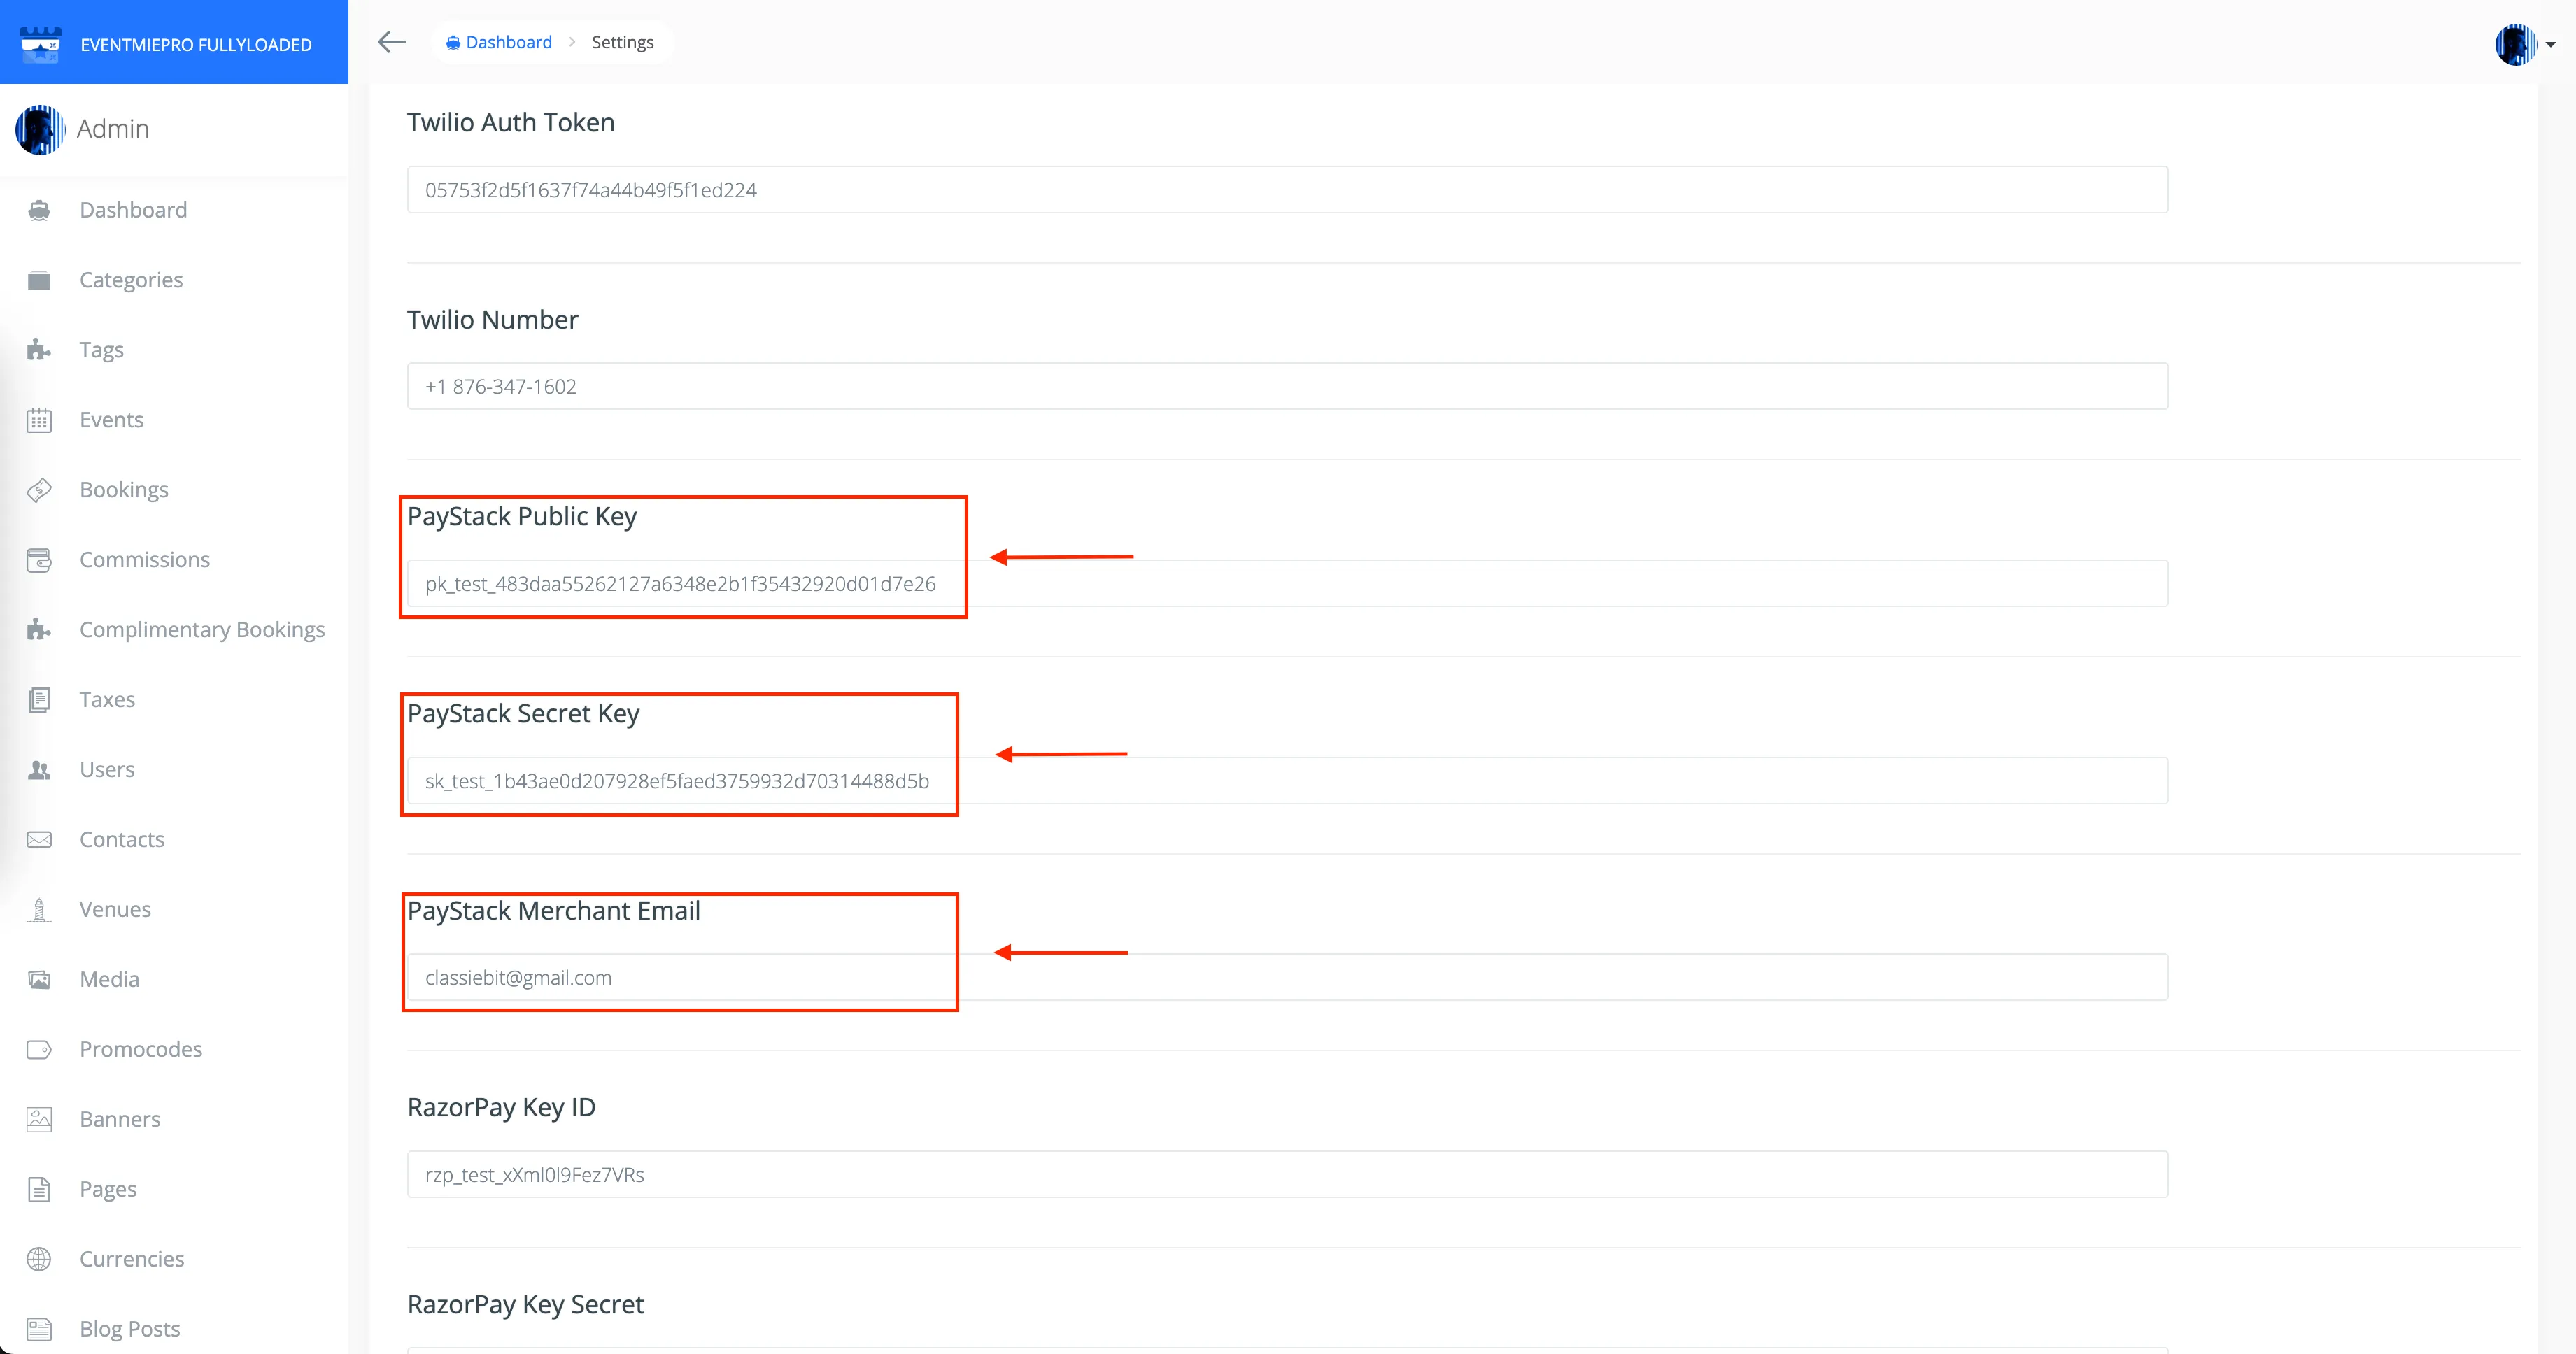 EVENTMIEPRO FULLYLOADED
Dashboard > Settings
Admin
Dashboard
Categories
Tags
Events
Bookings
Commissions
Complimentary Bookings
Taxes
Users
Contacts
Venues
Media
Promocodes
Banners
Pages
Currencies
Blog Posts
Twilio Auth Token
05753f2d5f1637f74a44b49f5f1ed224
Twilio Number
+1 876-347-1602
PayStack Public Key
pk_test_483daa55262127a6348e2b1f35432920d01d7e26
PayStack Secret Key
sk_test_1b43ae0d207928ef5faed3759932d70314488d5b
PayStack Merchant Email
classiebit@gmail.com
RazorPay Key ID
rzp_test_xXml0l9Fez7VRs
RazorPay Key Secret